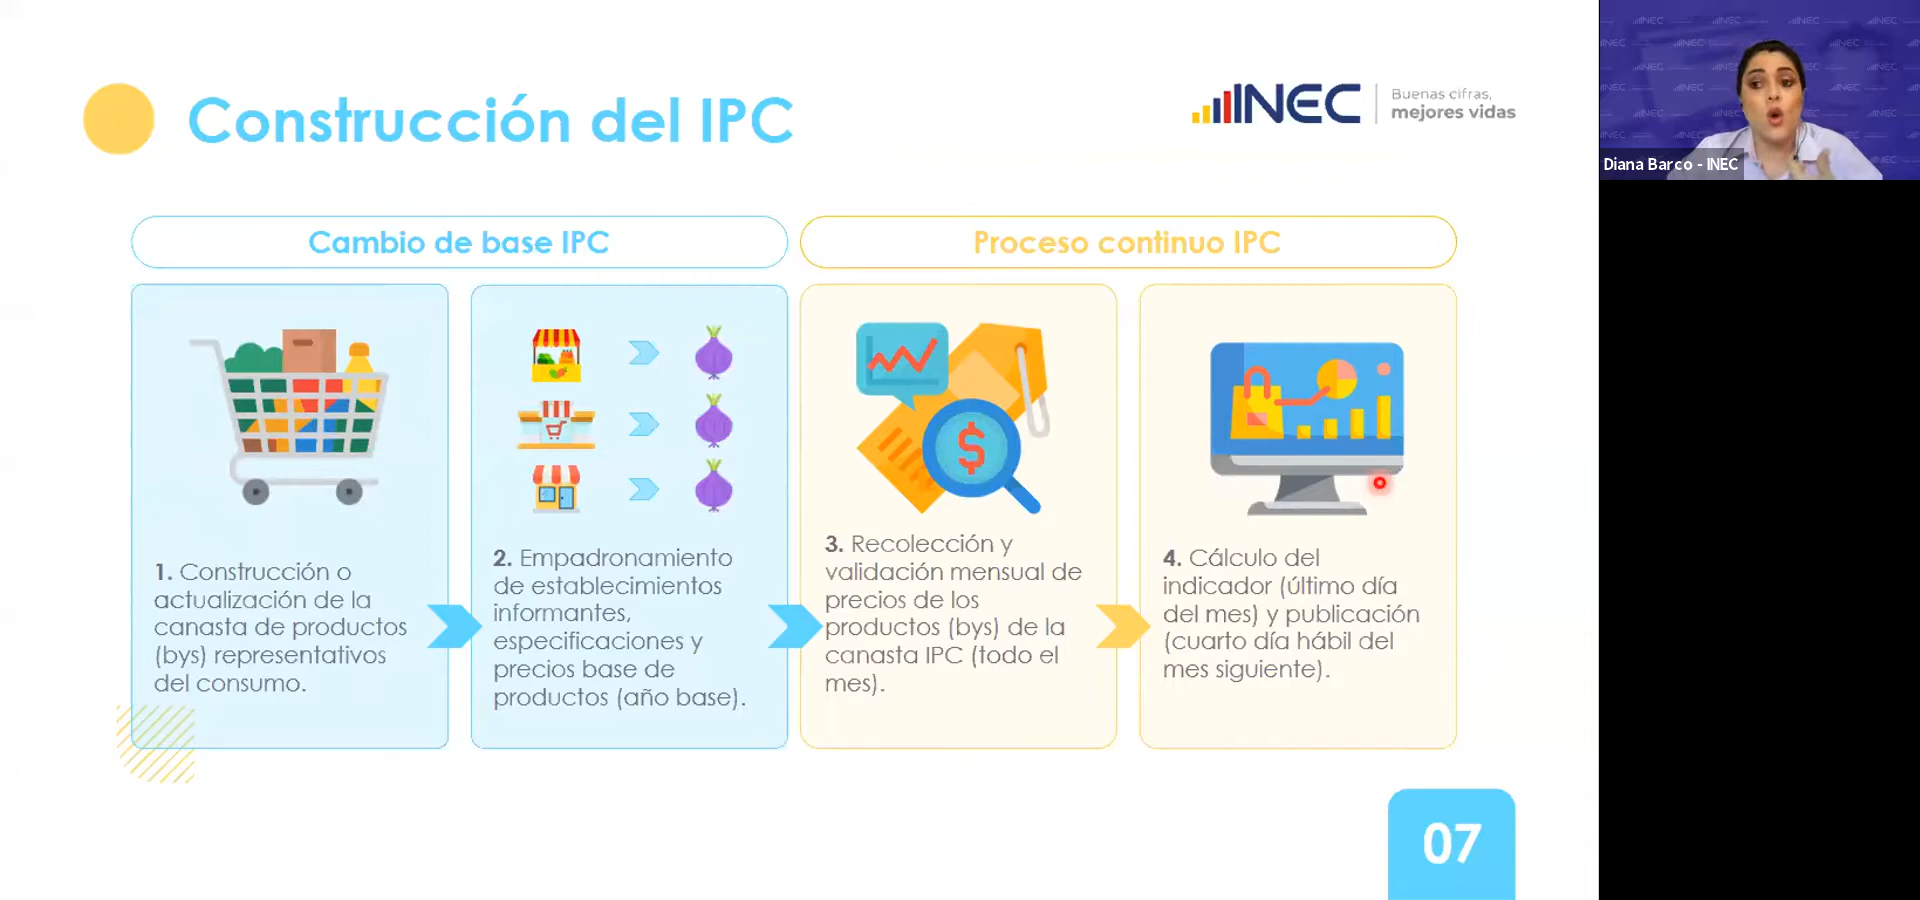 Construcción del IPC
INEC
Buenas cifras,
mejores vidas
Cambio de base IPC
Proceso continuo IPC
1. Construcción o
actualización de la
canasta de productos
(bys) representativos
del consumo.
2. Empadronamiento
de establecimientos
informantes,
especificaciones y
precios base de
productos (año base).
3. Recolección y
validación mensual de
precios de los
productos (bys) de la
canasta IPC (todo el
mes).
$
4. Cálculo del
indicador (último día
del mes) y publicación
(cuarto día hábil del
mes siguiente).
07
Diana Barco - INEC